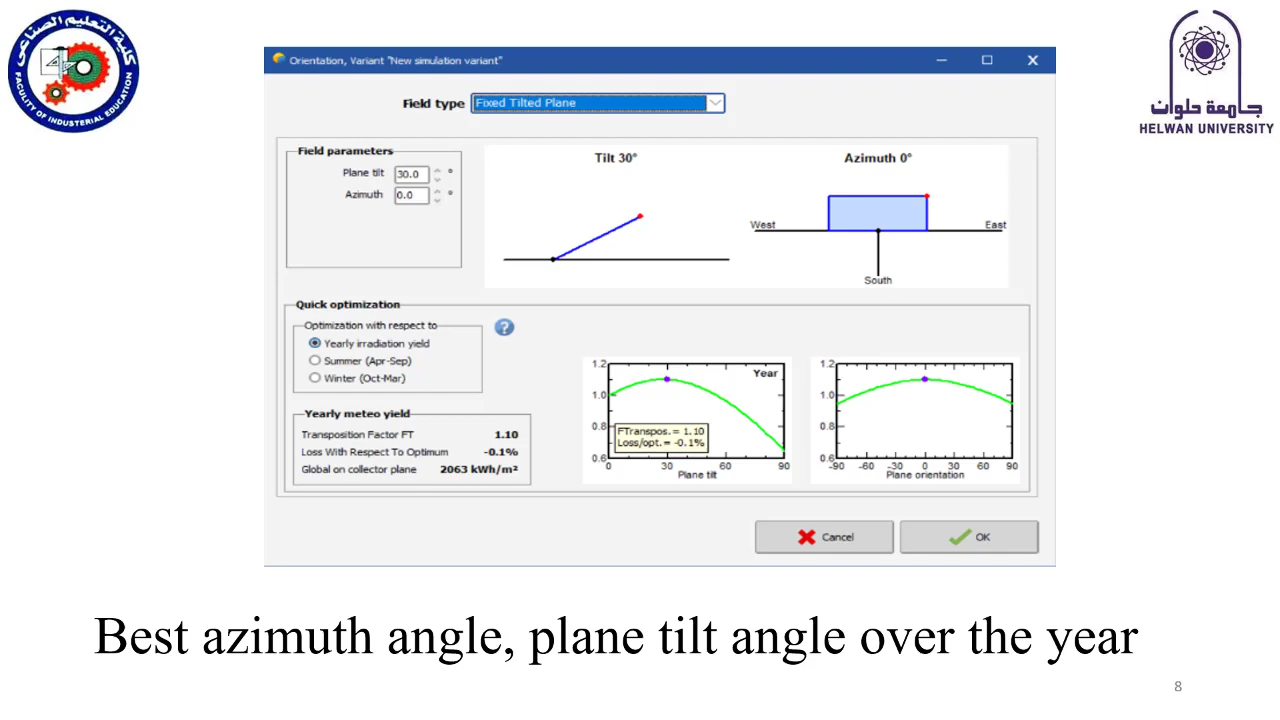 كلية التعليم الصناعى
FACULTY OF INDUSTERIAL EDUCATION
جامعة حلوان
HELWAN UNIVERSITY
Orientation, Variant "New simulation variant"
Field type Fixed Tilted Plane
Field parameters
Plane tilt 30.0 °
Azimuth 0.0 °
Tilt 30°
Azimuth 0°
West East
South
Quick optimization
Optimization with respect to
Yearly irradiation yield
Summer (Apr-Sep)
Winter (Oct-Mar)
?
Yearly meteo yield
Transposition Factor FT 1.10
Loss With Respect To Optimum -0.1%
Global on collector plane 2063 kWh/m²
1.2
Year
1.0
0.8
FTranspos.= 1.10
Loss/opt.= -0.1%
0.6
0 30 60 90
Plane tilt
1.2
1.0
0.8
0.6
-90 -60 -30 0 30 60 90
Plane orientation
Cancel OK
Best azimuth angle, plane tilt angle over the year
8